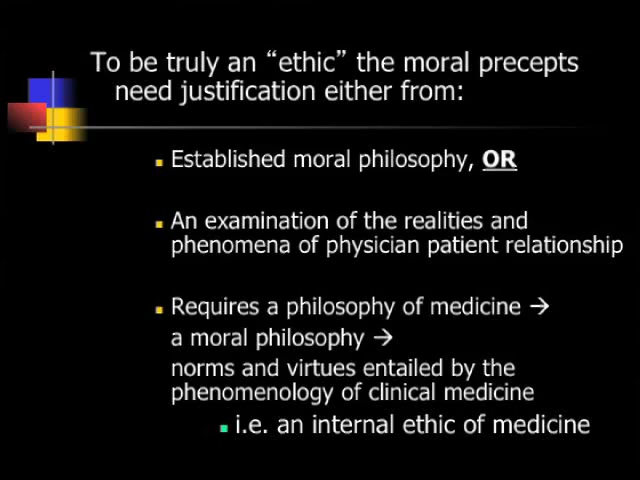 To be truly an “ethic” the moral precepts
need justification either from:
Established moral philosophy, OR
An examination of the realities and
phenomena of physician patient relationship
Requires a philosophy of medicine →
a moral philosophy →
norms and virtues entailed by the
phenomenology of clinical medicine
i.e. an internal ethic of medicine